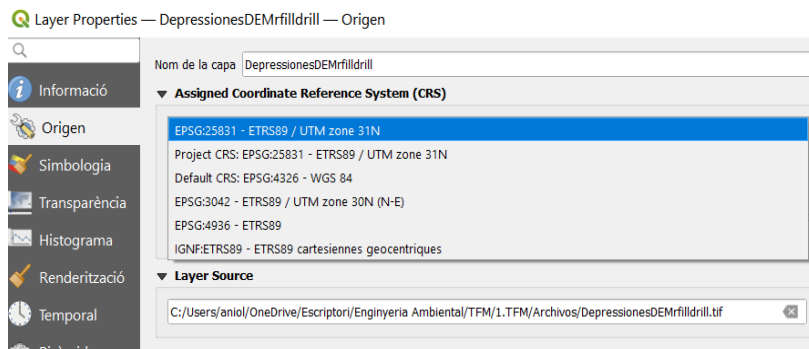 Layer Properties — DepressionesDEMrfilldrill — Origen
Nom de la capa DepressionesDEMrfilldrill
Informació
Assigned Coordinate Reference System (CRS)
Origen
EPSG:25831 - ETRS89 / UTM zone 31N
Project CRS: EPSG:25831 - ETRS89 / UTM zone 31N
Simbologia
Default CRS: EPSG:4326 - WGS 84
Transparència
EPSG:3042 - ETRS89 / UTM zone 30N (N-E)
EPSG:4936 - ETRS89
Histograma
IGNF:ETRS89 - ETRS89 cartesiennes geocentriques
Renderització
Layer Source
Temporal
C:/Users/aniol/OneDrive/Escriptori/Enginyeria Ambiental/TFM/1.TFM/Archivos/DepressionesDEMrfilldrill.tif